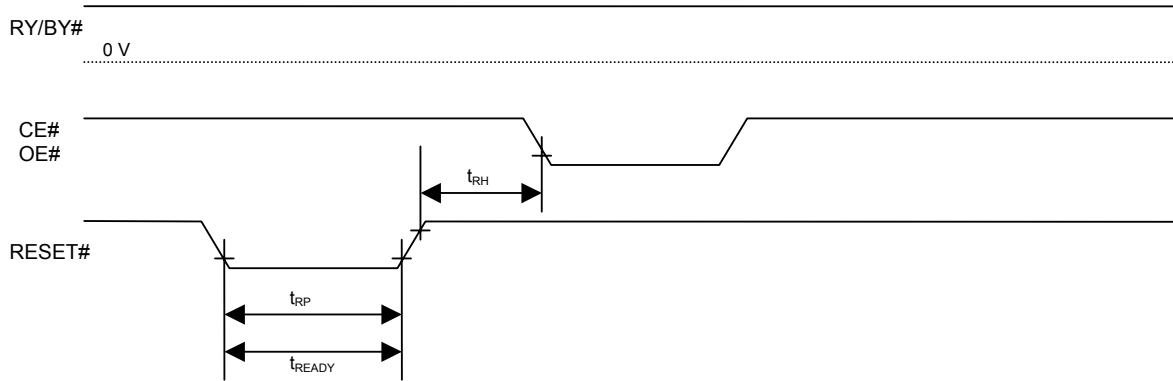 RY/BY#
0 V
CE#
OE#
tRH
RESET#
tRP
tREADY